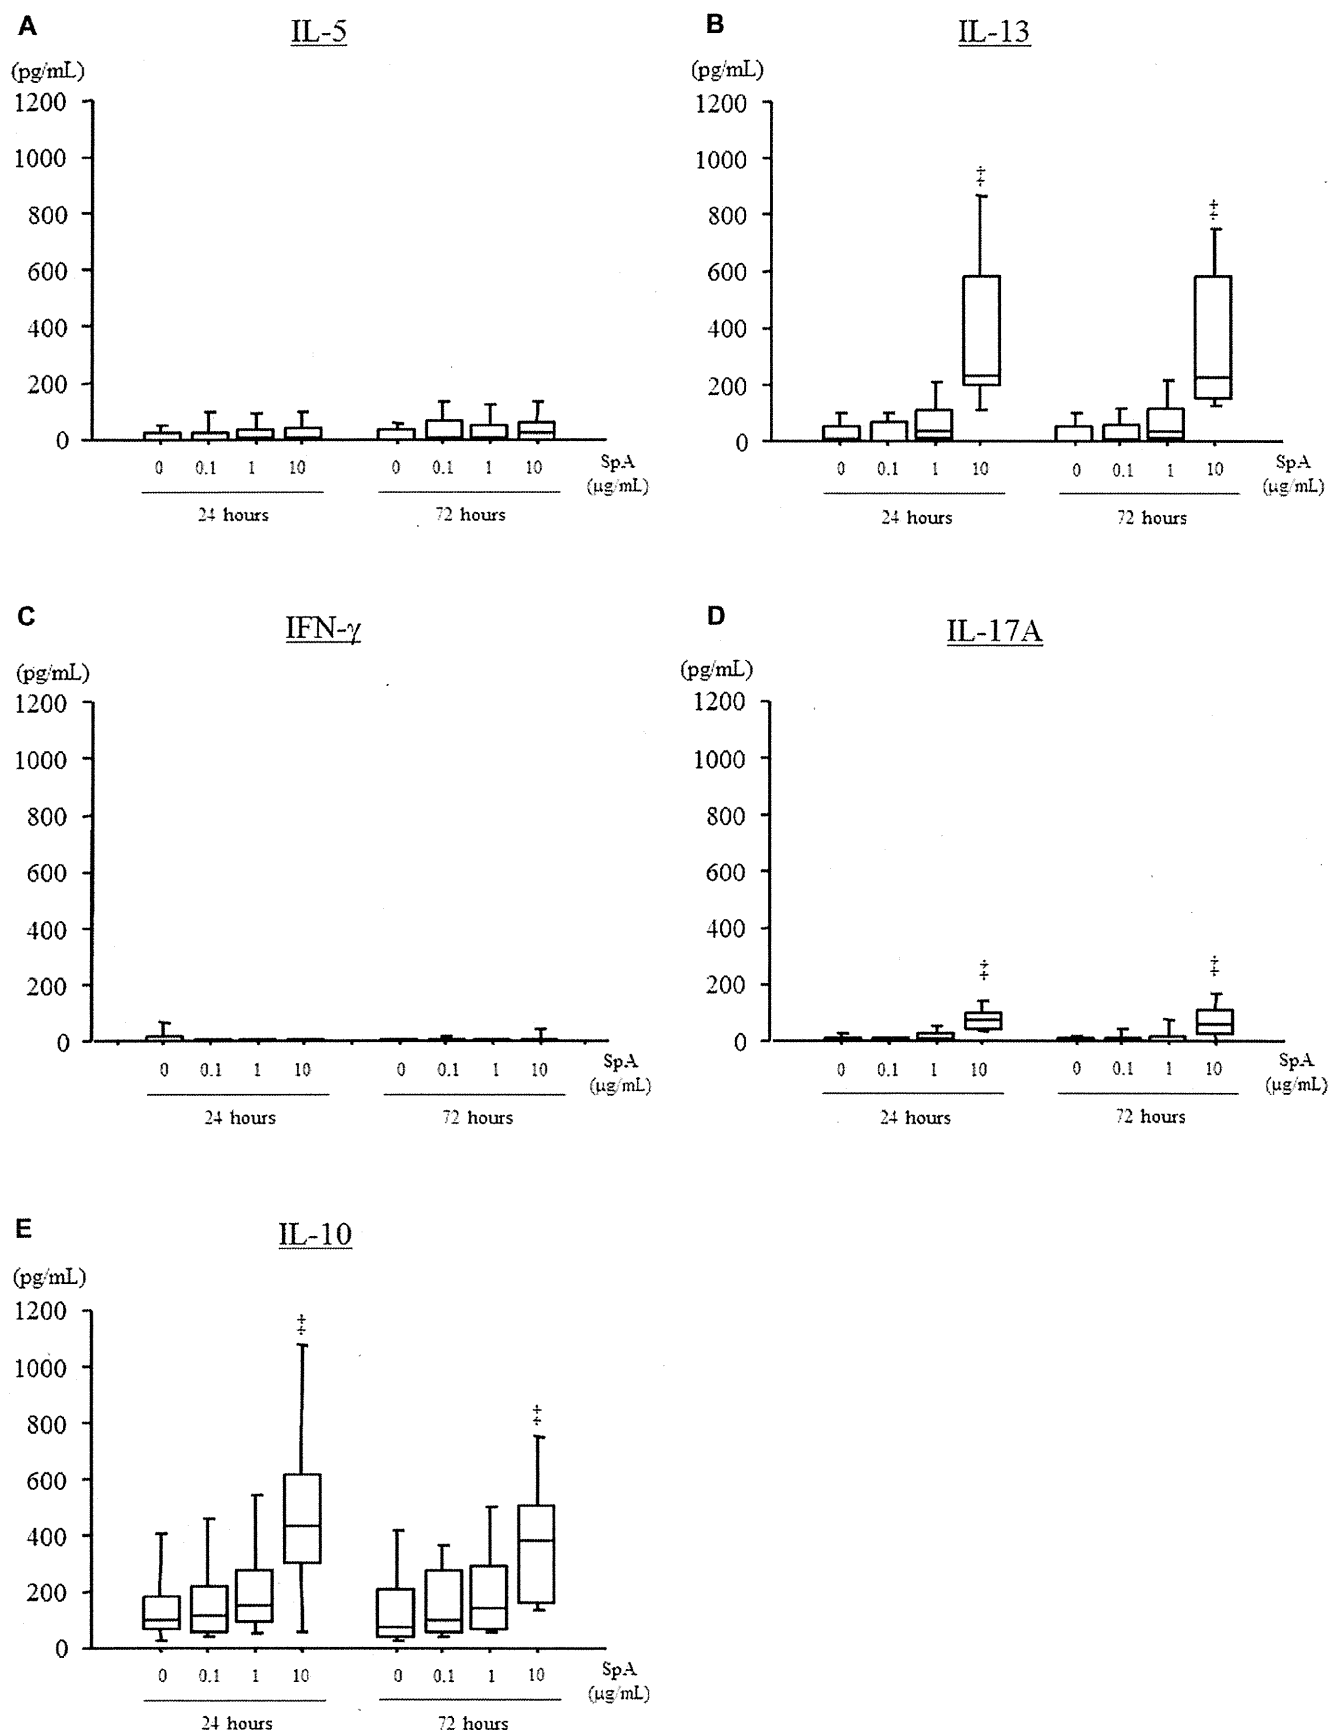 A
IL-5
(pg/mL)
1200
1000
800
600
400
200
0
0 0.1 1 10 0 0.1 1 10 SpA
(µg/mL)
24 hours 72 hours
B
IL-13
(pg/mL)
1200
1000
800
‡
‡
600
400
200
0
0 0.1 1 10 0 0.1 1 10 SpA
(µg/mL)
24 hours 72 hours
C
IFN-γ
(pg/mL)
1200
1000
800
600
400
200
0
0 0.1 1 10 0 0.1 1 10 SpA
(µg/mL)
24 hours 72 hours
D
IL-17A
(pg/mL)
1200
1000
800
600
400
200
‡ ‡
0
0 0.1 1 10 0 0.1 1 10 SpA
(µg/mL)
24 hours 72 hours
E
IL-10
(pg/mL)
1200
‡
1000
800
‡
600
400
200
0
0 0.1 1 10 0 0.1 1 10 SpA
(µg/mL)
24 hours 72 hours